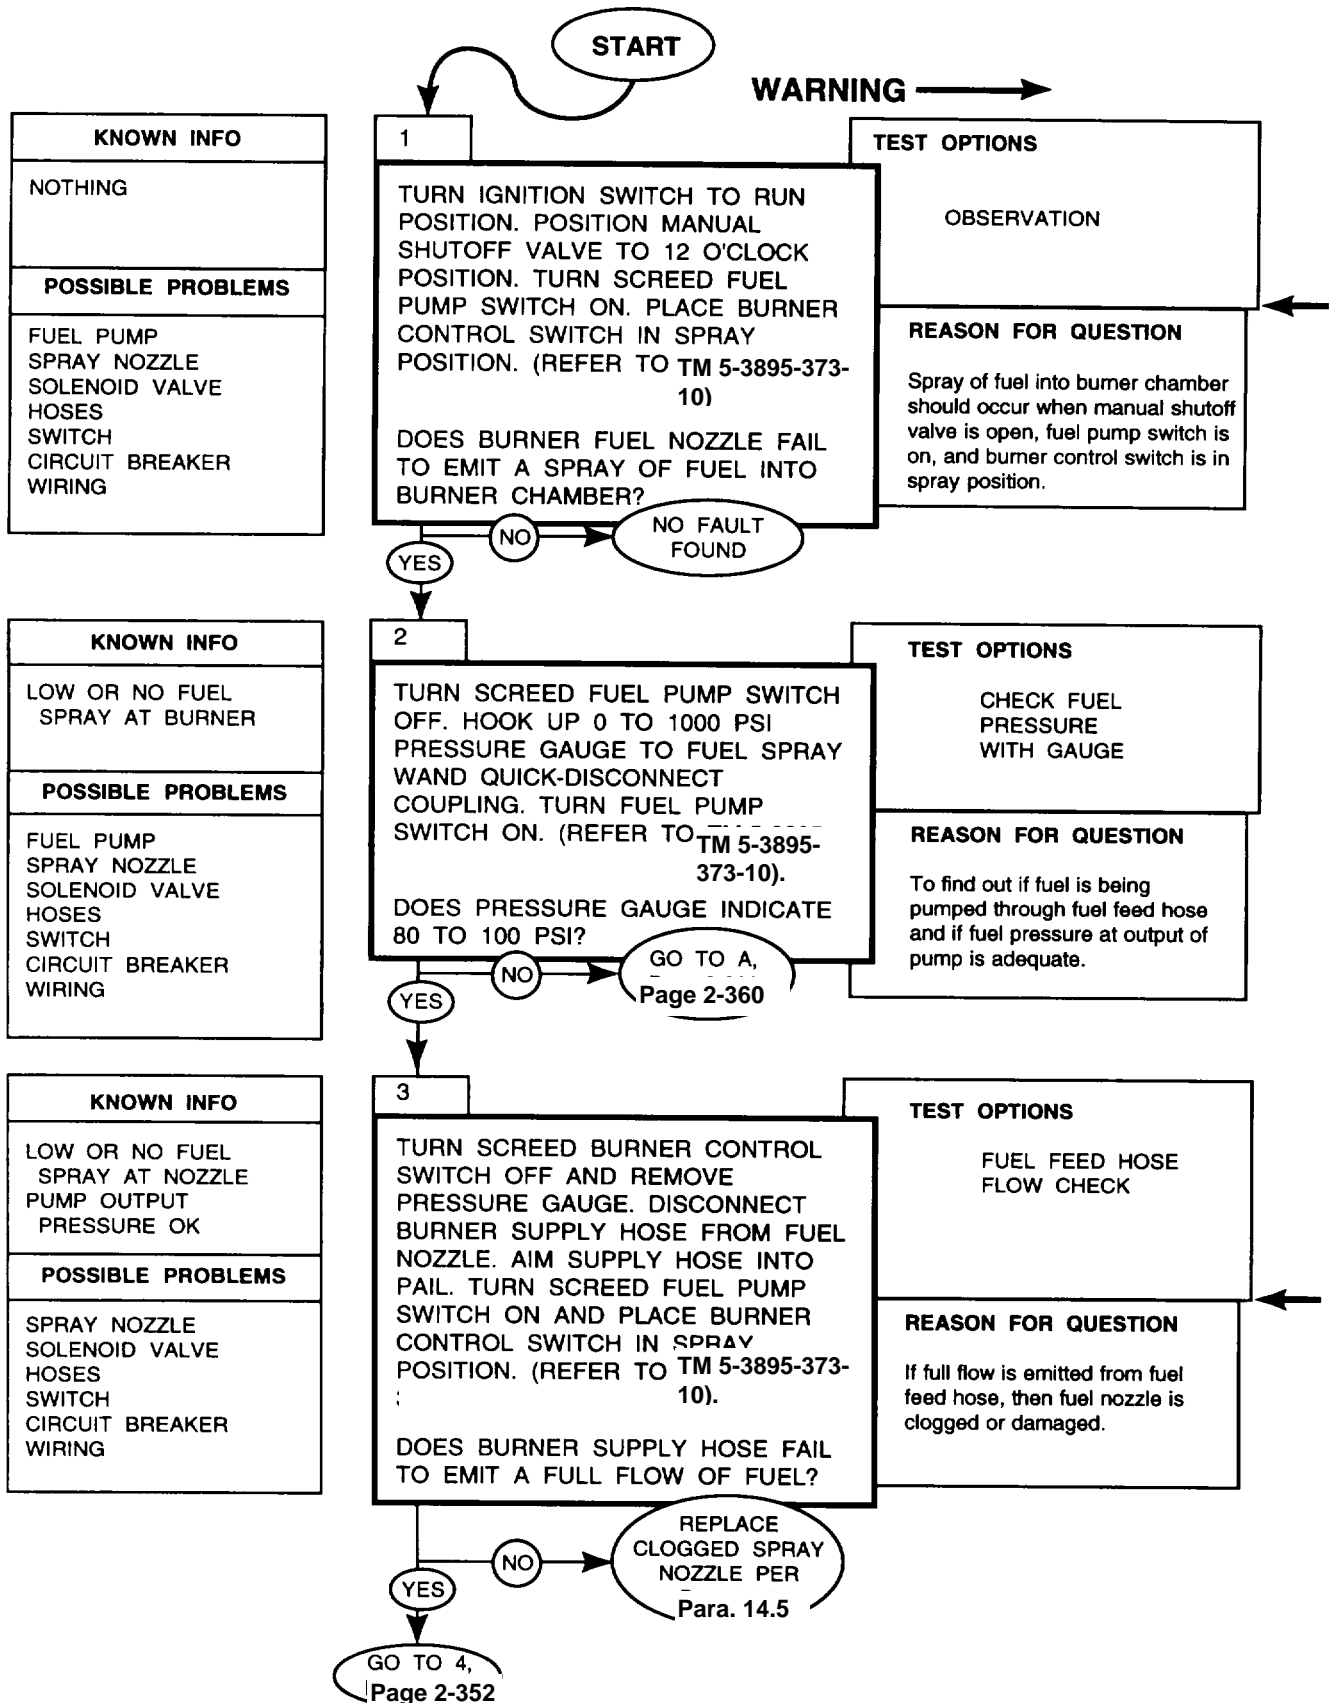 START
WARNING
KNOWN INFO
NOTHING
POSSIBLE PROBLEMS
FUEL PUMP
SPRAY NOZZLE
SOLENOID VALVE
HOSES
SWITCH
CIRCUIT BREAKER
WIRING
1
TURN IGNITION SWITCH TO RUN
POSITION. POSITION MANUAL
SHUTOFF VALVE TO 12 O'CLOCK
POSITION. TURN SCREED FUEL
PUMP SWITCH ON. PLACE BURNER
CONTROL SWITCH IN SPRAY
POSITION. (REFER TO TM 5-3895-373-
10)
DOES BURNER FUEL NOZZLE FAIL
TO EMIT A SPRAY OF FUEL INTO
BURNER CHAMBER?
NO
NO FAULT
FOUND
YES
TEST OPTIONS
OBSERVATION
REASON FOR QUESTION
Spray of fuel into burner chamber
should occur when manual shutoff
valve is open, fuel pump switch is
on, and burner control switch is in
spray position.
KNOWN INFO
LOW OR NO FUEL
SPRAY AT BURNER
POSSIBLE PROBLEMS
FUEL PUMP
SPRAY NOZZLE
SOLENOID VALVE
HOSES
SWITCH
CIRCUIT BREAKER
WIRING
2
TURN SCREED FUEL PUMP SWITCH
OFF. HOOK UP 0 TO 1000 PSI
PRESSURE GAUGE TO FUEL SPRAY
WAND QUICK-DISCONNECT
COUPLING. TURN FUEL PUMP
SWITCH ON. (REFER TO TM 5-3895-
373-10).
DOES PRESSURE GAUGE INDICATE
80 TO 100 PSI?
NO
GO TO A,
Page 2-360
YES
TEST OPTIONS
CHECK FUEL
PRESSURE
WITH GAUGE
REASON FOR QUESTION
To find out if fuel is being
pumped through fuel feed hose
and if fuel pressure at output of
pump is adequate.
KNOWN INFO
LOW OR NO FUEL
SPRAY AT NOZZLE
PUMP OUTPUT
PRESSURE OK
POSSIBLE PROBLEMS
SPRAY NOZZLE
SOLENOID VALVE
HOSES
SWITCH
CIRCUIT BREAKER
WIRING
3
TURN SCREED BURNER CONTROL
SWITCH OFF AND REMOVE
PRESSURE GAUGE. DISCONNECT
BURNER SUPPLY HOSE FROM FUEL
NOZZLE. AIM SUPPLY HOSE INTO
PAIL. TURN SCREED FUEL PUMP
SWITCH ON AND PLACE BURNER
CONTROL SWITCH IN SPRAY
POSITION. (REFER TO TM 5-3895-373-
10).
DOES BURNER SUPPLY HOSE FAIL
TO EMIT A FULL FLOW OF FUEL?
NO
REPLACE
CLOGGED SPRAY
NOZZLE PER
Para. 14.5
YES
GO TO 4,
Page 2-352
TEST OPTIONS
FUEL FEED HOSE
FLOW CHECK
REASON FOR QUESTION
If full flow is emitted from fuel
feed hose, then fuel nozzle is
clogged or damaged.